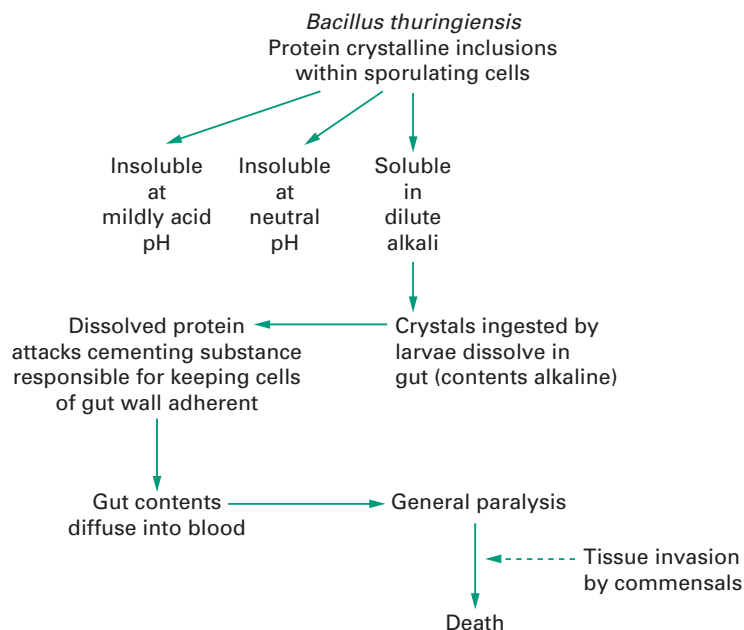 Bacillus thuringiensis
Protein crystalline inclusions
within sporulating cells
Insoluble
at
mildly acid
pH
Insoluble
at
neutral
pH
Soluble
in
dilute
alkali
Dissolved protein
attacks cementing substance
responsible for keeping cells
of gut wall adherent
Crystals ingested by
larvae dissolve in
gut (contents alkaline)
Gut contents
diffuse into blood
General paralysis
Tissue invasion
by commensals
Death